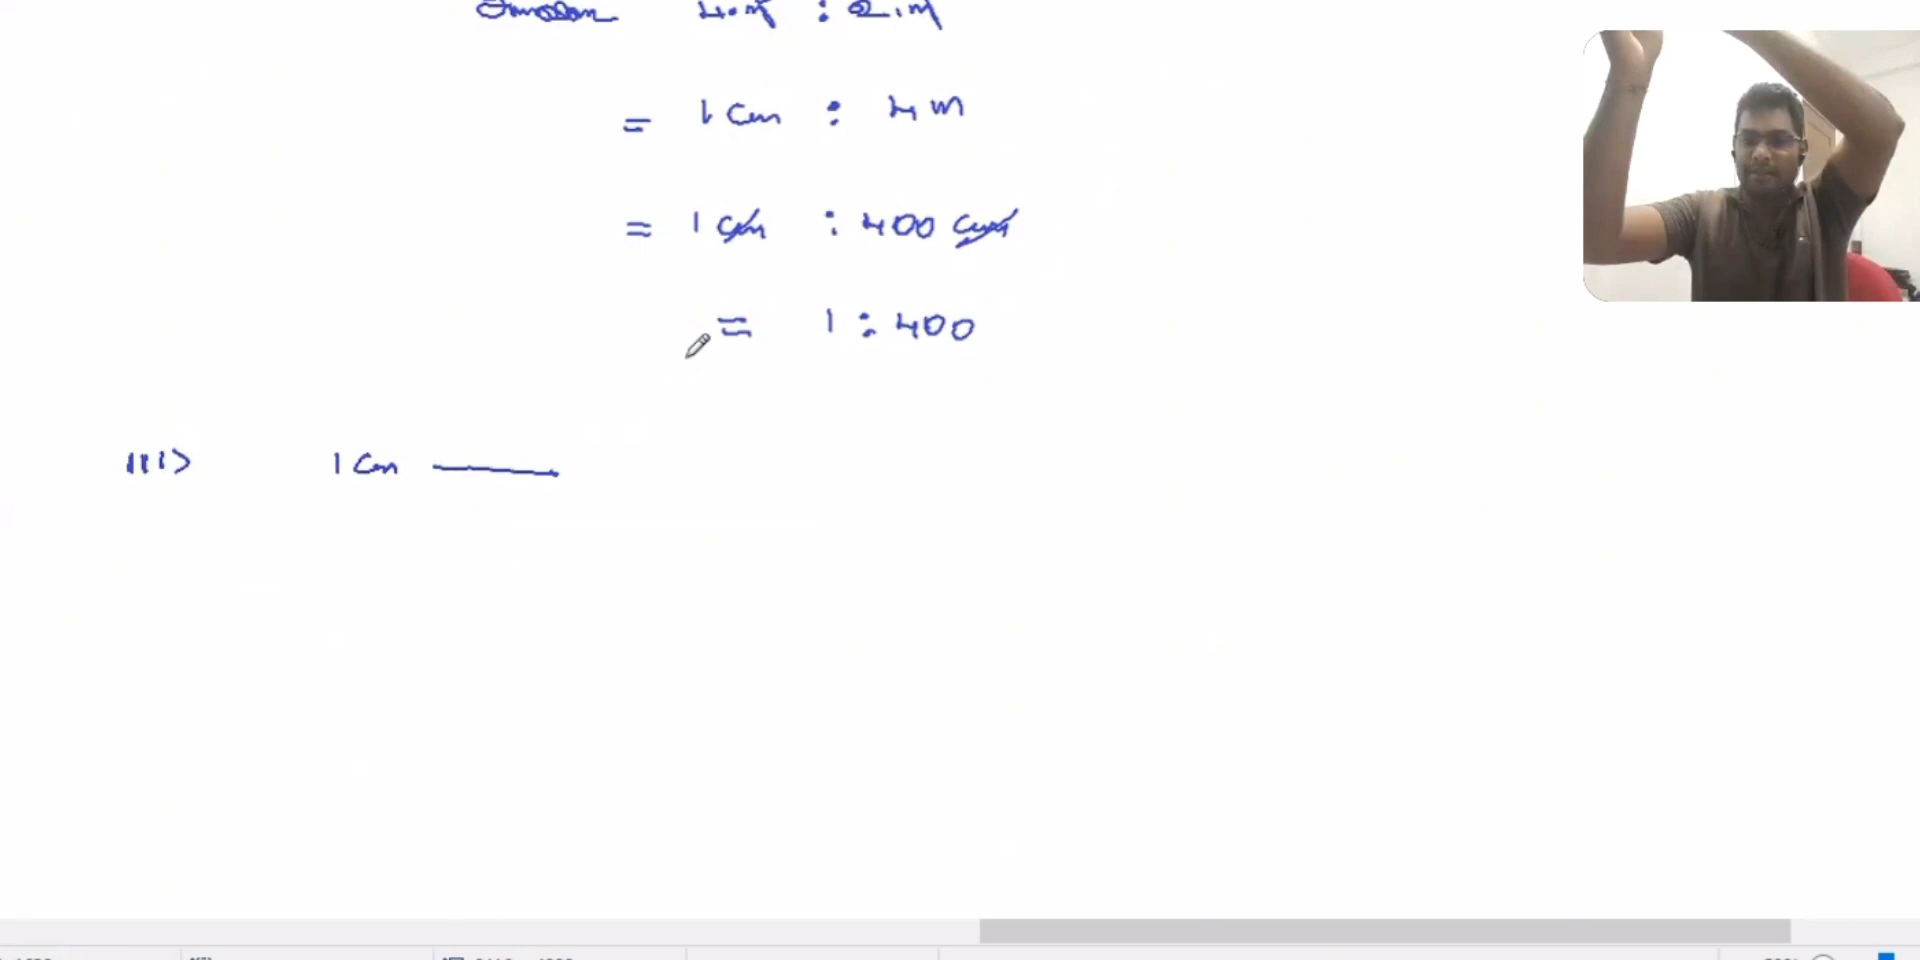 = 1 cm : 4 m
= 1 cm : 400 cm
= 1 : 400
iii> 1 cm